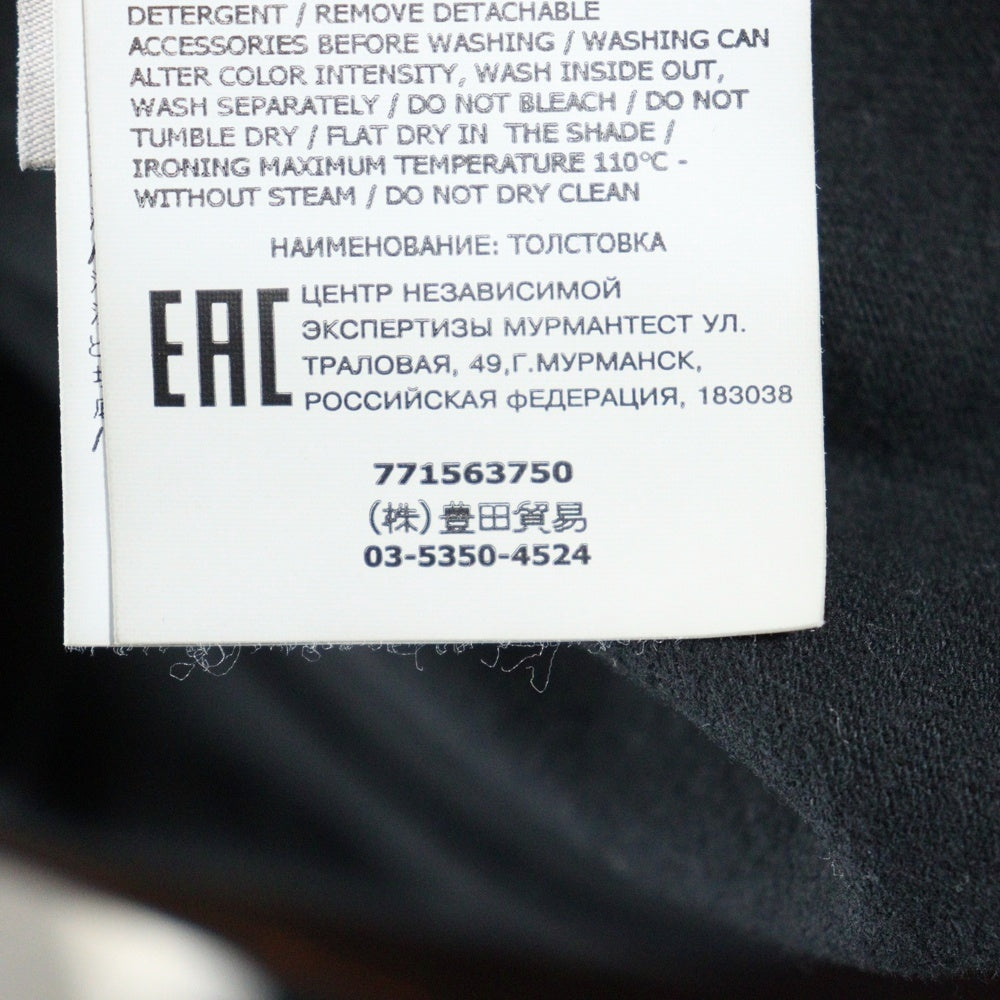 DETERGENT / REMOVE DETACHABLE
ACCESSORIES BEFORE WASHING / WASHING CAN
ALTER COLOR INTENSITY, WASH INSIDE OUT,
WASH SEPARATELY / DO NOT BLEACH / DO NOT
TUMBLE DRY / FLAT DRY IN THE SHADE /
IRONING MAXIMUM TEMPERATURE 110°C -
WITHOUT STEAM / DO NOT DRY CLEAN
НАИМЕНОВАНИЕ: ТОЛСТОВКА
EAC
ЦЕНТР НЕЗАВИСИМОЙ
ЭКСПЕРТИЗЫ МУРМАНТЕСТ УЛ.
ТРАЛОВАЯ, 49,Г.МУРМАНСК,
РОССИЙСКАЯ фЕДЕРАЦИЯ, 183038
771563750
(株)豊田貿易
03-5350-4524